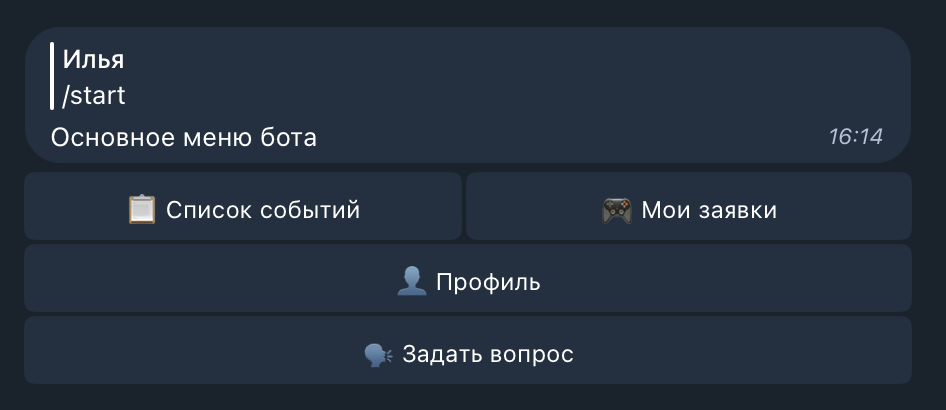 Илья
/start
Основное меню бота
16:14
📋 Список событий
🎮 Мои заявки
👤 Профиль
🗣 Задать вопрос